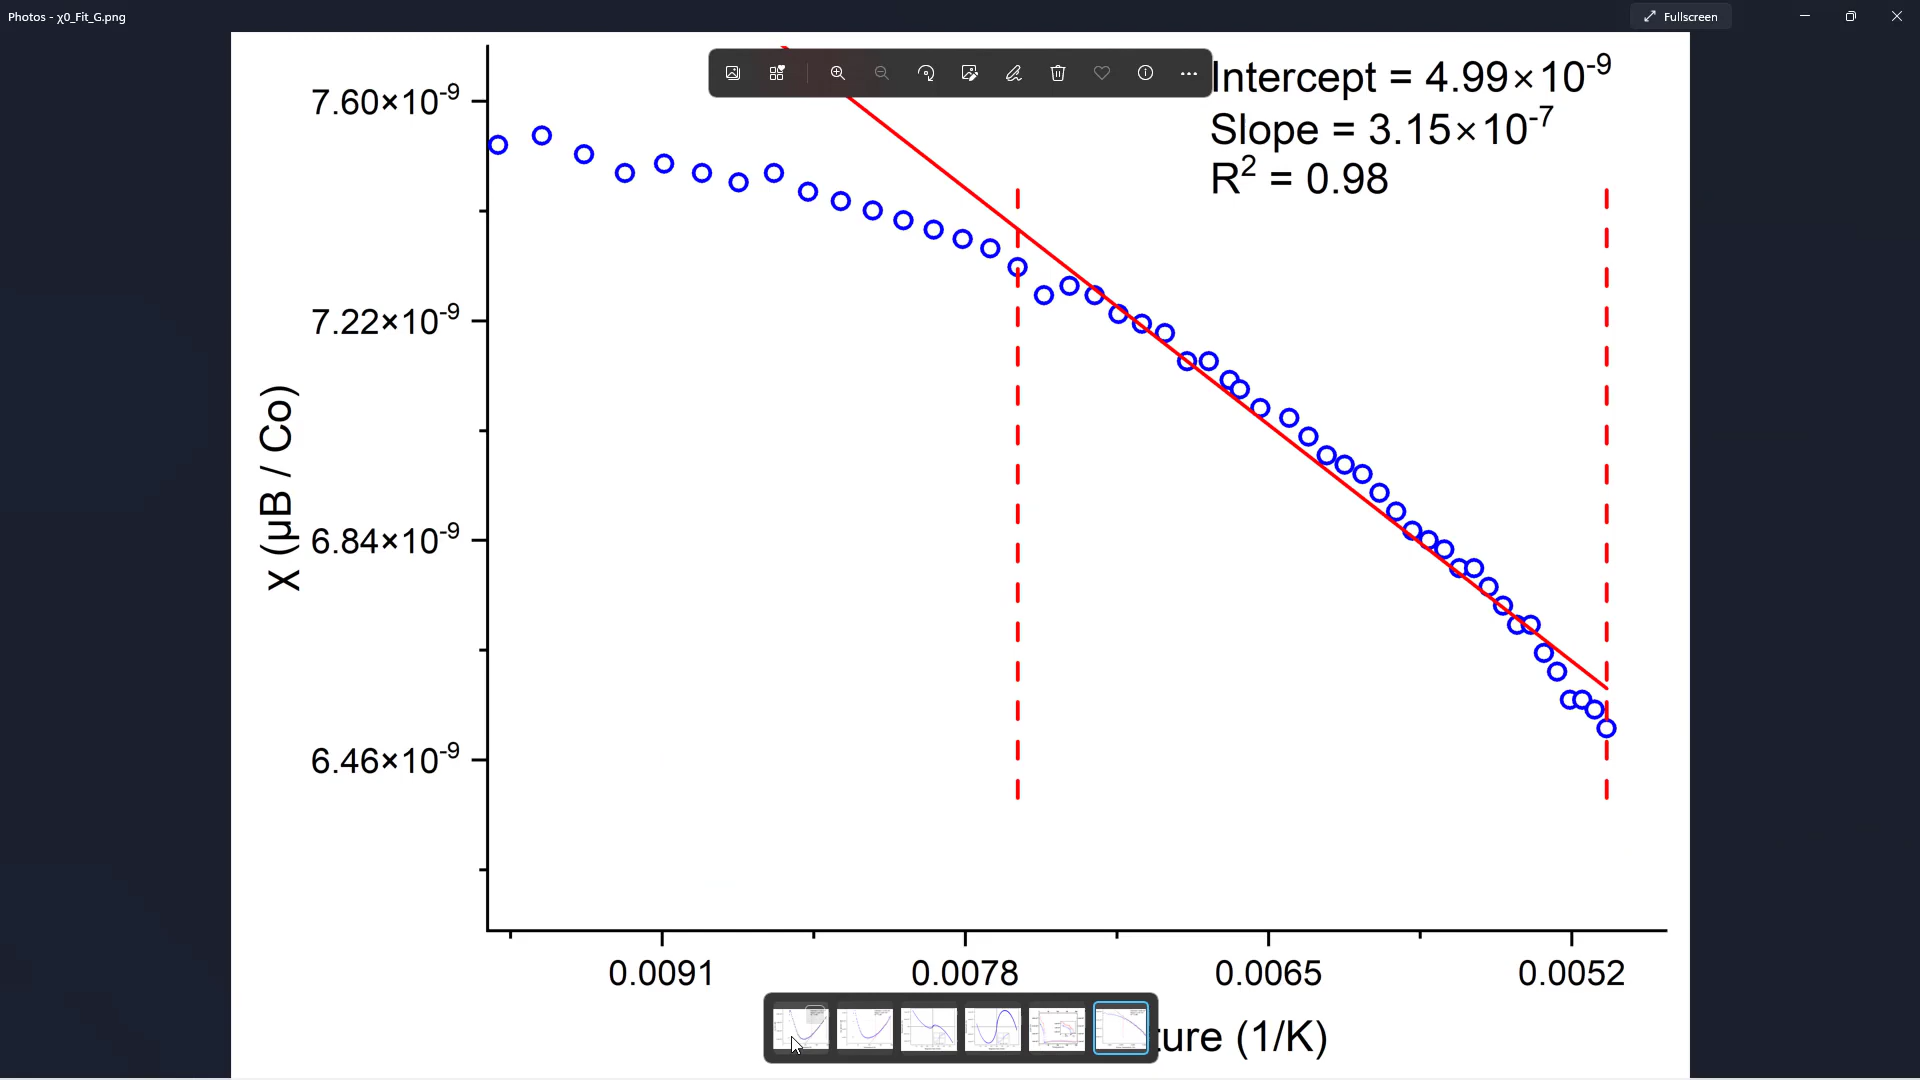 Photos - χ0_Fit_G.png
Fullscreen
Intercept = 4.99×10⁻⁹
Slope = 3.15×10⁻⁷
R² = 0.98
7.60×10⁻⁹
7.22×10⁻⁹
6.84×10⁻⁹
6.46×10⁻⁹
χ (μB / Co)
0.0091
0.0078
0.0065
0.0052
ture (1/K)